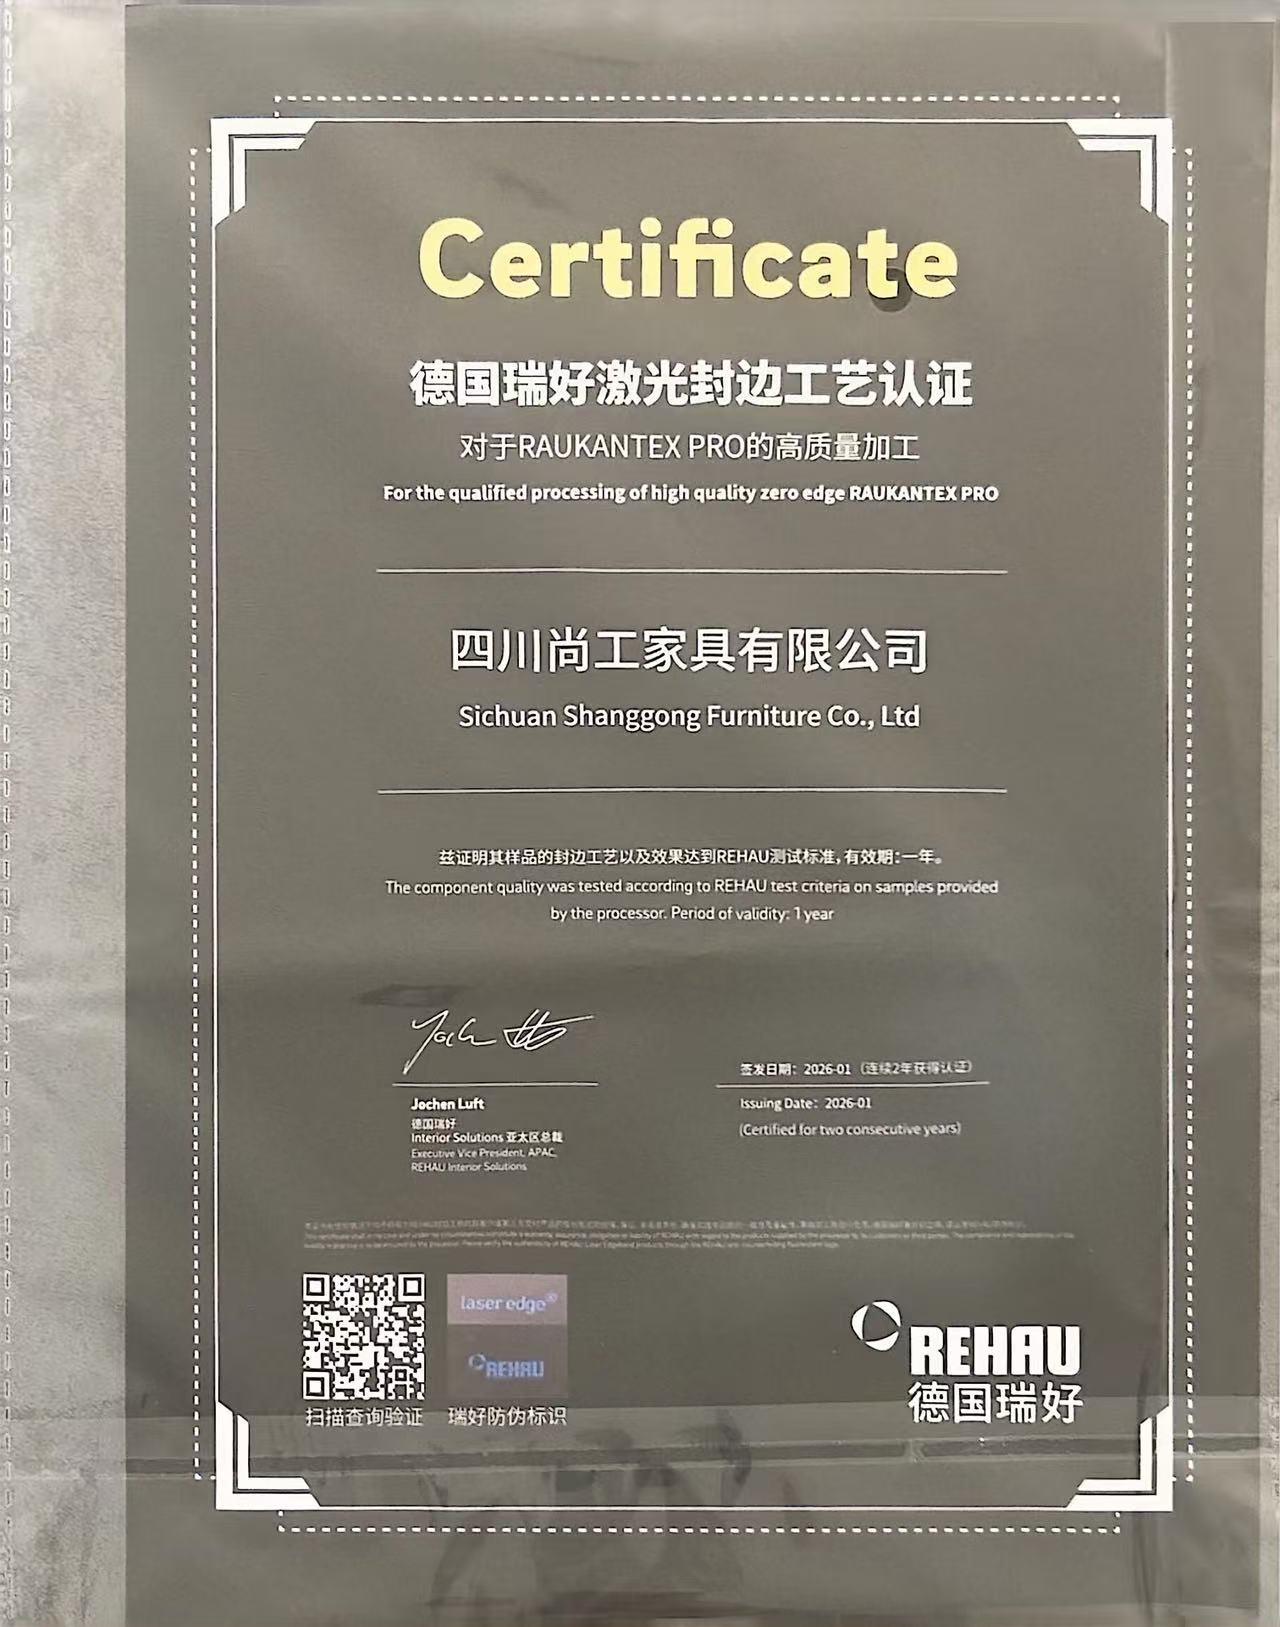 Certificate
德国瑞好激光封边工艺认证
对于RAUKANTEX PRO的高质量加工
For the qualified processing of high quality zero edge RAUKANTEX PRO
四川尚工家具有限公司
Sichuan Shanggong Furniture Co., Ltd
兹证明其样品的封边工艺以及效果达到REHAU测试标准，有效期：一年。
The component quality was tested according to REHAU test criteria on samples provided
by the processor. Period of validity: 1 year
Jochen Luft
德国瑞好
Interior Solutions 亚太区总裁
Executive Vice President, APAC,
REHAU Interior Solutions
签发日期：2026-01（连续2年获得认证）
Issuing Date：2026-01
(Certified for two consecutive years)
laser edge®
REHAU
扫描查询验证
瑞好防伪标识
REHAU
德国瑞好